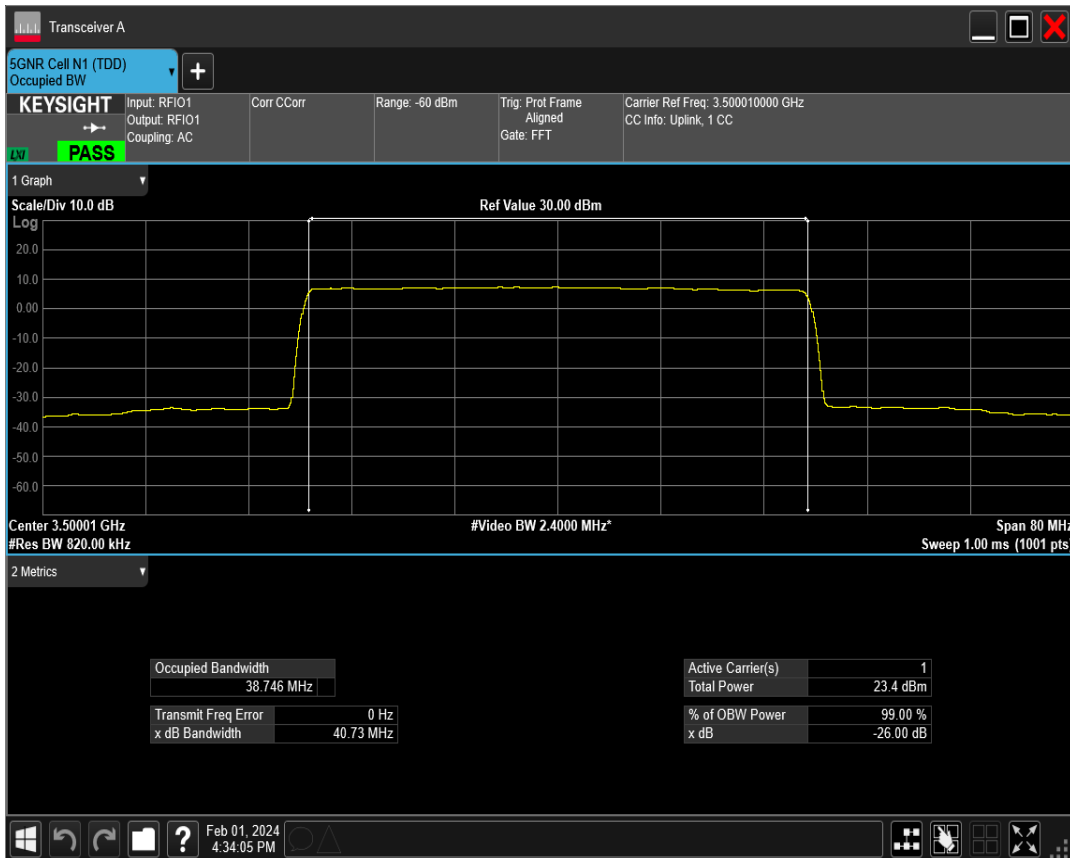 Transceiver A
5GNR Cell N1 (TDD)
Occupied BW
+
KEYSIGHT
LXI
PASS
Input: RFIO1
Output: RFIO1
Coupling: AC
Corr CCorr
Range: -60 dBm
Trig: Prot Frame
Aligned
Gate: FFT
Carrier Ref Freq: 3.500010000 GHz
CC Info: Uplink, 1 CC
1 Graph
Scale/Div 10.0 dB
Ref Value 30.00 dBm
Log
20.0
10.0
0.00
-10.0
-20.0
-30.0
-40.0
-50.0
-60.0
Center 3.50001 GHz
#Video BW 2.4000 MHz*
Span 80 MHz
#Res BW 820.00 kHz
Sweep 1.00 ms (1001 pts)
2 Metrics
Occupied Bandwidth
38.746 MHz
Transmit Freq Error 0 Hz
x dB Bandwidth 40.73 MHz
Active Carrier(s) 1
Total Power 23.4 dBm
% of OBW Power 99.00 %
x dB -26.00 dB
?
Feb 01, 2024
4:34:05 PM